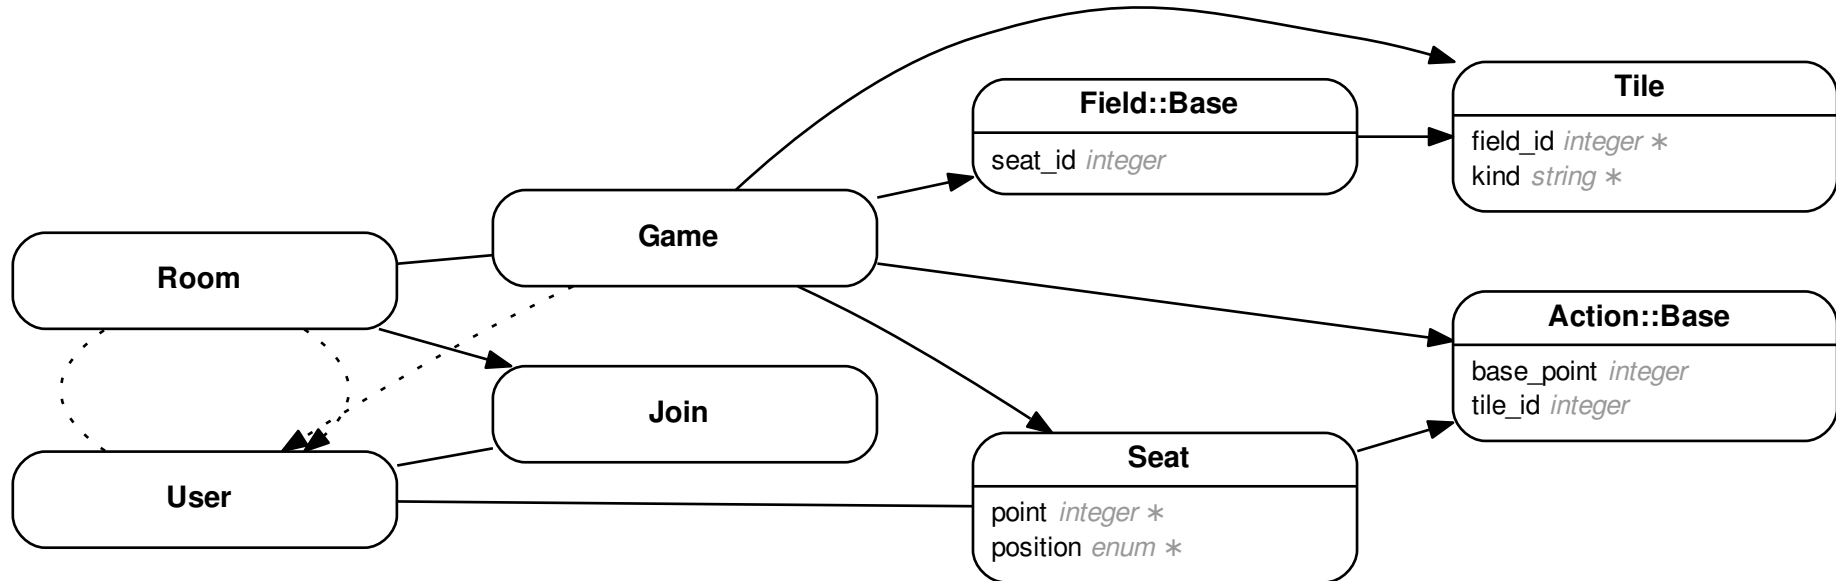 Tile
field_id integer ∗
kind string ∗
Field::Base
seat_id integer
Game
Room
Action::Base
base_point integer
tile_id integer
Join
Seat
point integer ∗
position enum ∗
User